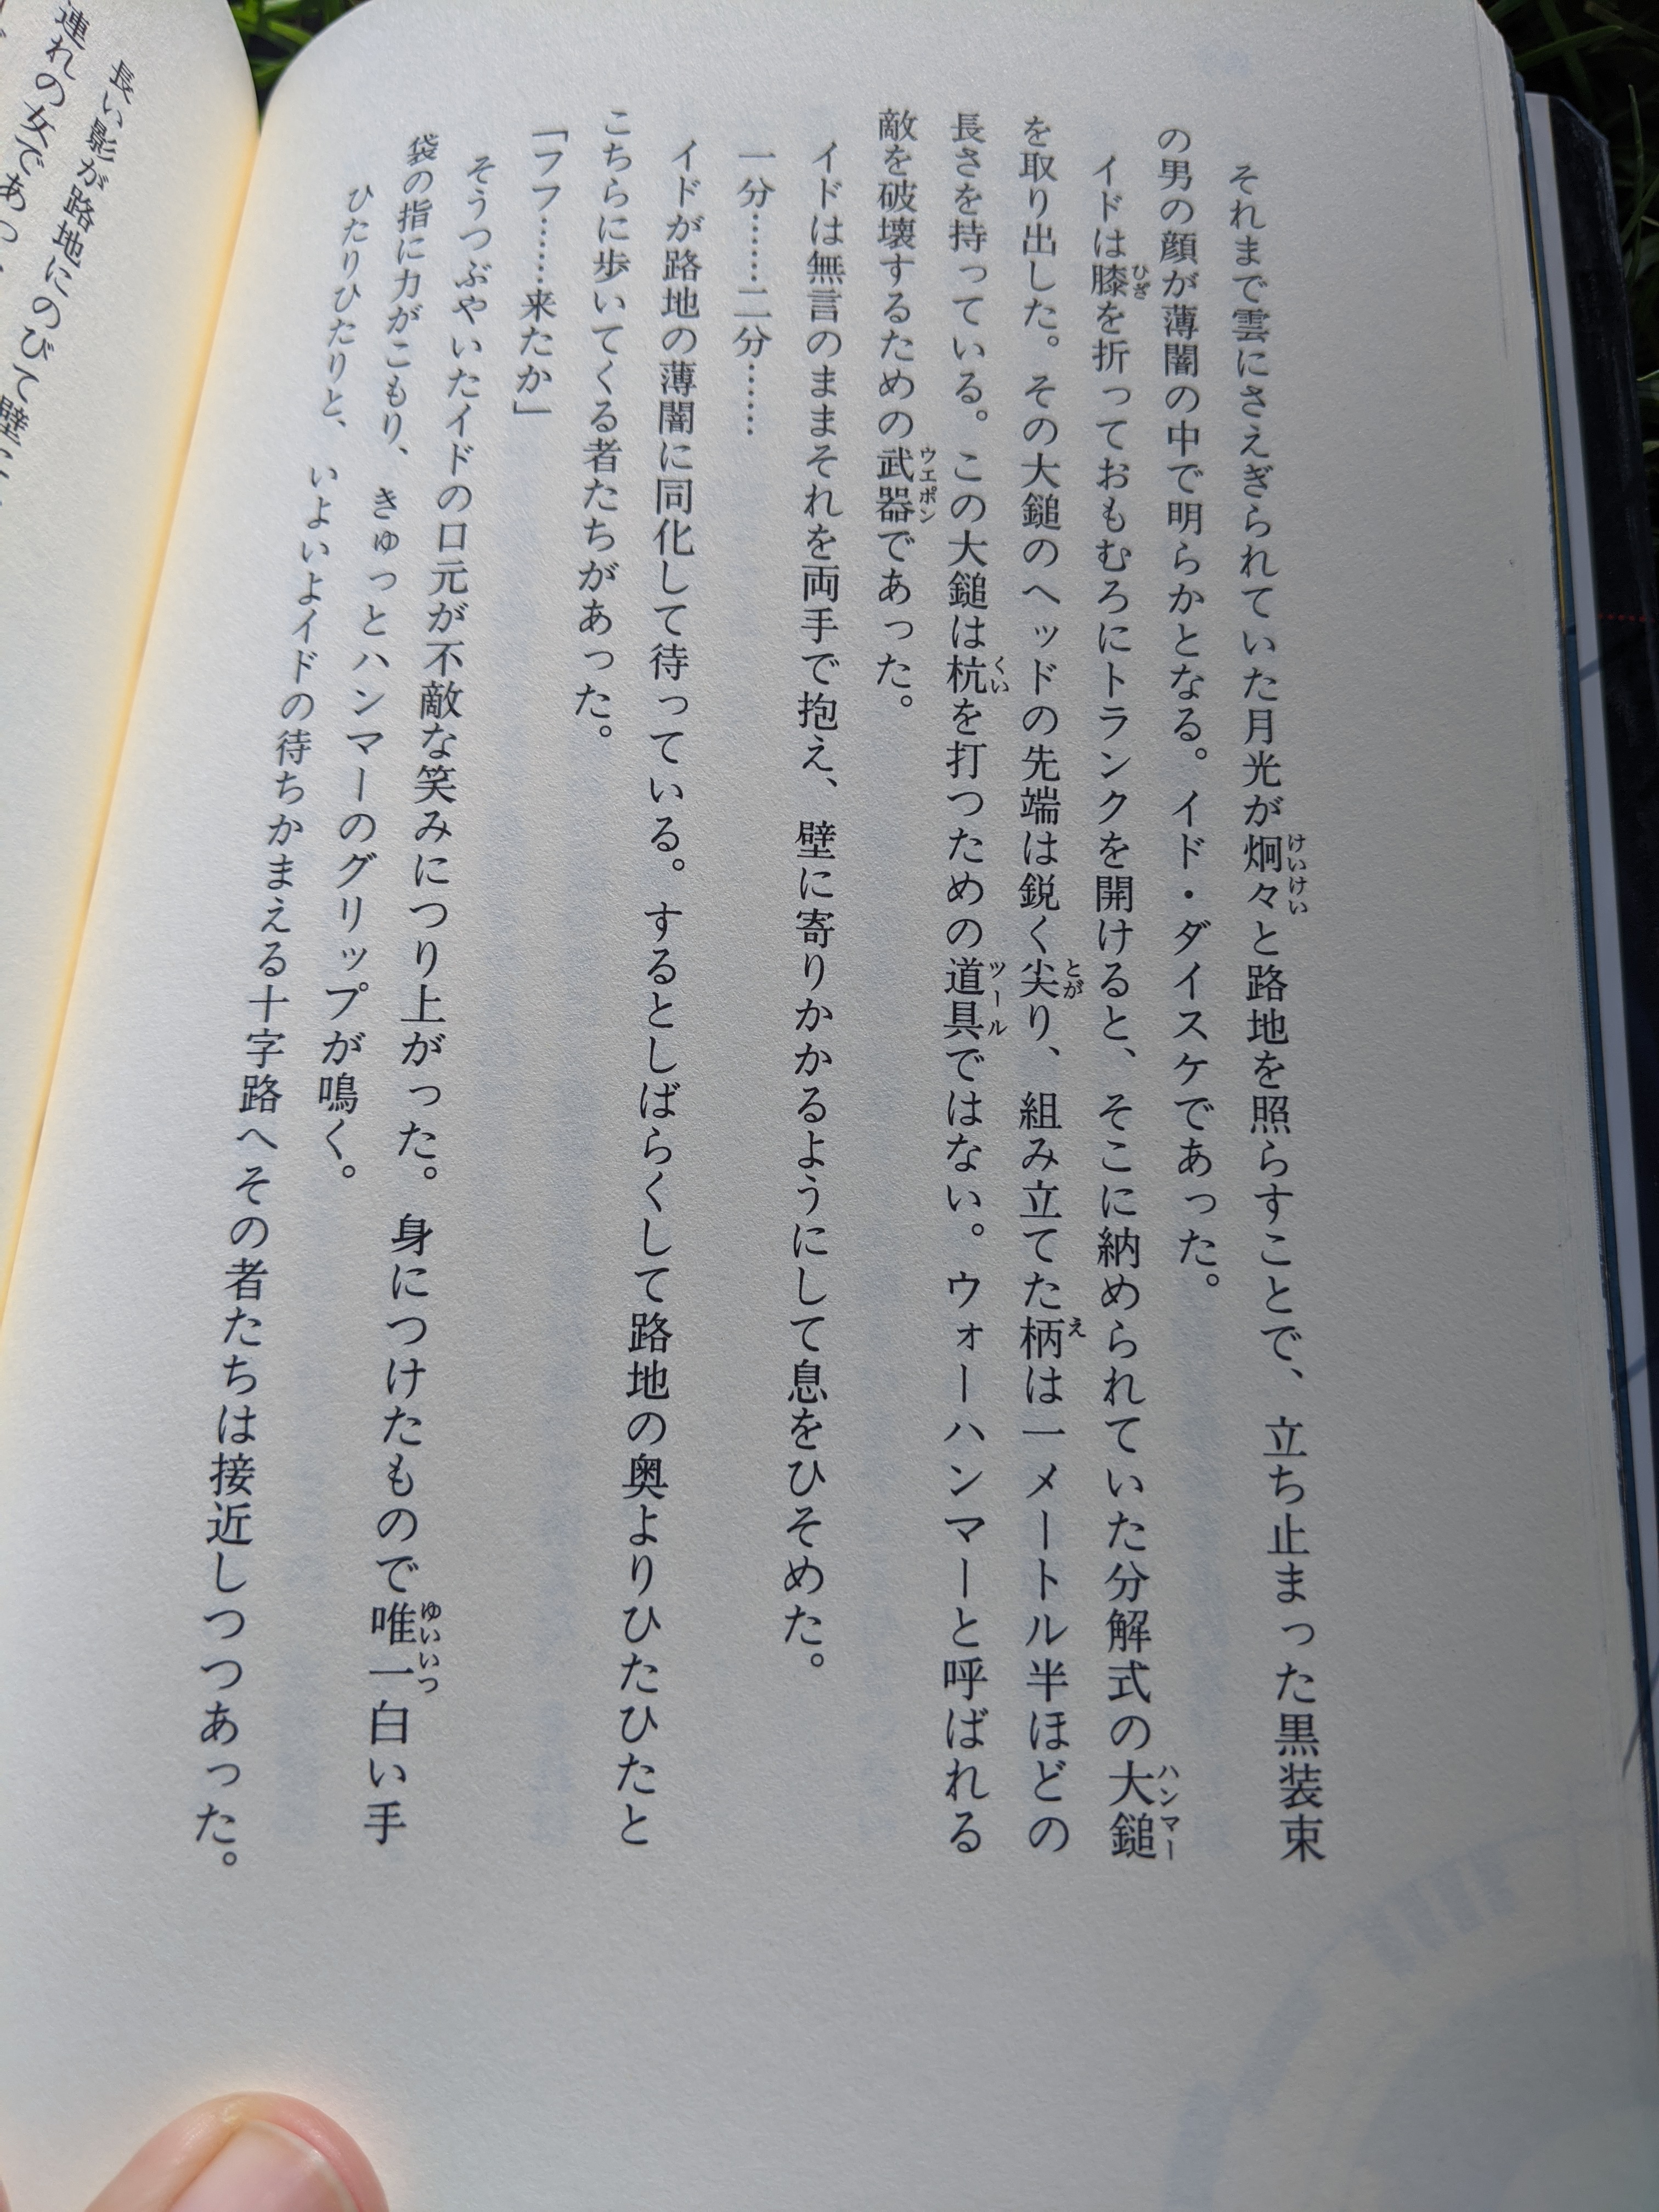 それまで雲にさえぎられていた月光が炯々と路地を照らすことで、立ち止まった黒装束
の男の顔が薄闇の中で明らかとなる。イド・ダイスケであった。
イドは膝を折っておもむろにトランクを開けると、そこに納められていた分解式の大鎚
を取り出した。その大鎚のヘッドの先端は鋭く尖り、組み立てた柄は一メートル半ほどの
長さを持っている。この大鎚は杭を打つための道具ではない。ウォーハンマーと呼ばれる
敵を破壊するための武器であった。
イドは無言のままそれを両手で抱え、壁に寄りかかるようにして息をひそめた。
一分……二分……
イドが路地の薄闇に同化して待っている。するとしばらくして路地の奥よりひたひたと
こちらに歩いてくる者たちがあった。
「フフ……来たか」
そうつぶやいたイドの口元が不敵な笑みにつり上がった。身につけたもので唯一白い手
袋の指に力がこもり、きゅっとハンマーのグリップが鳴く。
ひたりひたりと、いよいよイドの待ちかまえる十字路へその者たちは接近しつつあった。
長い影が路地にのびて壁に
連れの女であっ